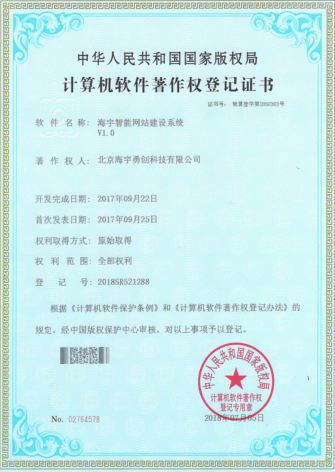 中华人民共和国国家版权局
计算机软件著作权登记证书
证书号:
软件名称: 海宇智能网站建设系统
V1.0
著作权人: 北京海宇勇创科技有限公司
开发完成日期: 2017年09月22日
首次发表日期: 2017年09月25日
权利取得方式: 原始取得
权利范围: 全部权利
登记号: 2018SR521288
根据《计算机软件保护条例》和《计算机软件著作权登记办法》的
规定,经中国版权保护中心审核,对以上事项予以登记。
中华人民共和国国家版权局
计算机软件著作权
登记专用章
No. 02764578
2018年07月05日